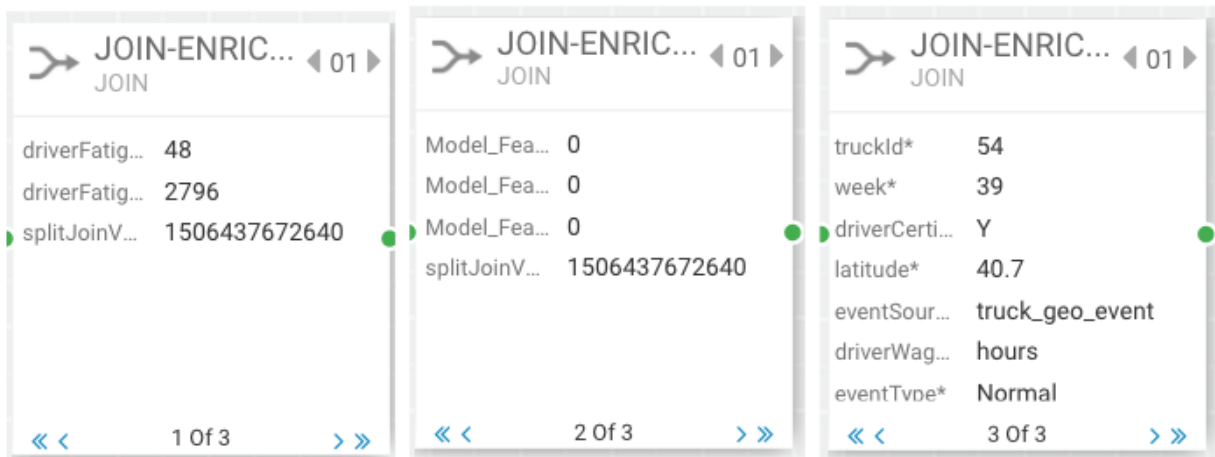 JOIN-ENRIC... 01
JOIN
driverFatig... 48
driverFatig... 2796
splitJoinV... 1506437672640
« < 1 Of 3 > »
JOIN-ENRIC... 01
JOIN
Model_Fea... 0
Model_Fea... 0
Model_Fea... 0
splitJoinV... 1506437672640
« < 2 Of 3 > »
JOIN-ENRIC... 01
JOIN
truckId* 54
week* 39
driverCerti... Y
latitude* 40.7
eventSour... truck_geo_event
driverWag... hours
eventType* Normal
« < 3 Of 3 > »